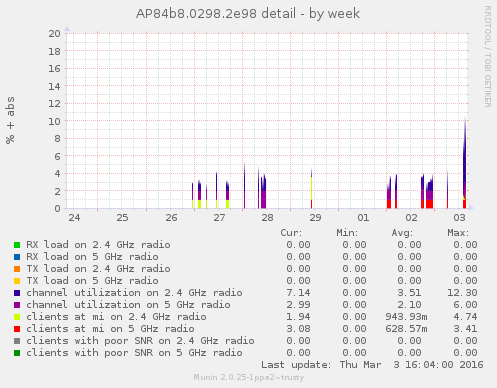 AP84b8.0298.2e98 detail - by week
RRDTOOL / TOBI OETIKER
% + abs
20
18
16
14
12
10
8
6
4
2
0
24 25 26 27 28 29 01 02 03
Cur: Min: Avg: Max:
RX load on 2.4 GHz radio 0.00 0.00 0.00 0.00
RX load on 5 GHz radio 0.00 0.00 0.00 0.00
TX load on 2.4 GHz radio 0.00 0.00 0.00 0.00
TX load on 5 GHz radio 0.00 0.00 0.00 0.00
channel utilization on 2.4 GHz radio 7.14 0.00 3.51 12.30
channel utilization on 5 GHz radio 2.99 0.00 2.10 6.00
clients at mi on 2.4 GHz radio 1.94 0.00 943.93m 4.74
clients at mi on 5 GHz radio 3.08 0.00 628.57m 3.41
clients with poor SNR on 2.4 GHz radio 0.00 0.00 0.00 0.00
clients with poor SNR on 5 GHz radio 0.00 0.00 0.00 0.00
Last update: Thu Mar 3 16:04:00 2016
Munin 2.0.25-1ppa2~trusty